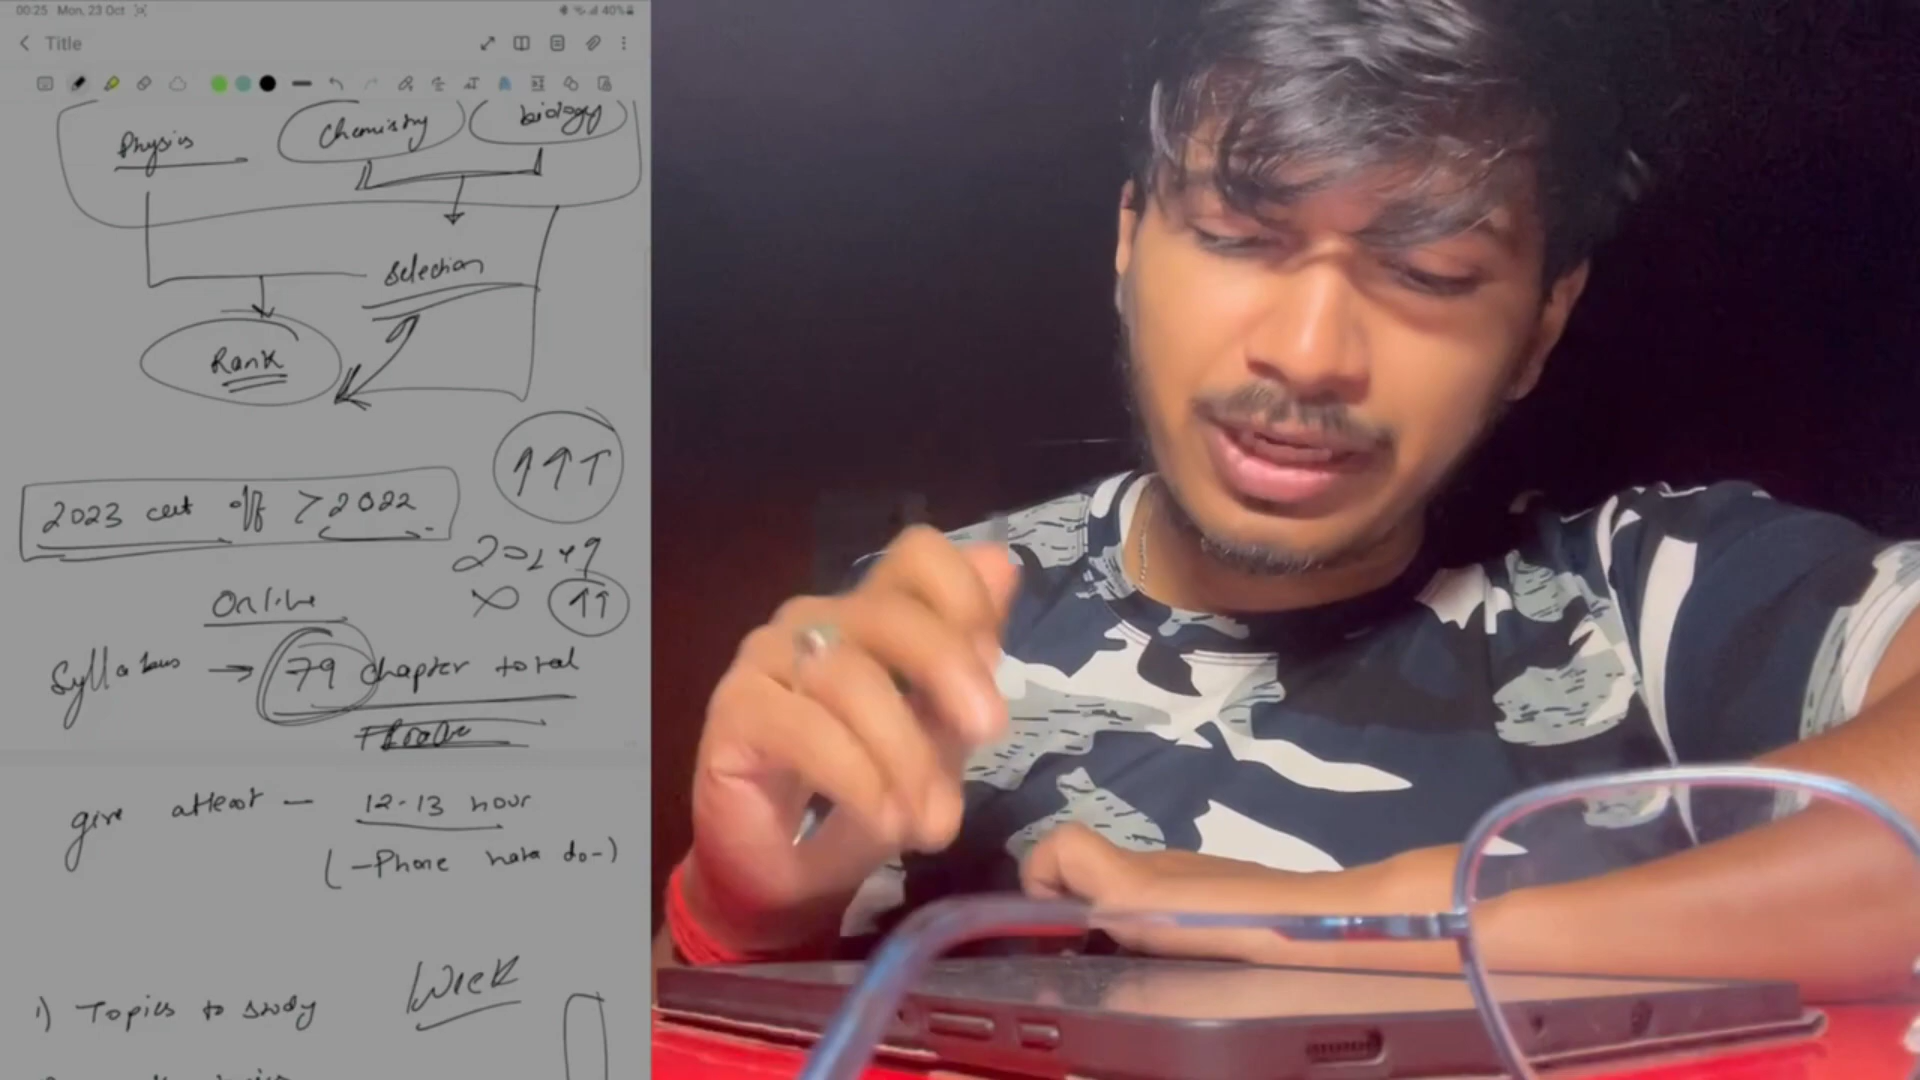 00:25 Mon, 23 Oct
40%
Title
Physics
Chemistry
biology
Selection
Rank
2023 cut off > 2022
Online
Syllabus → 79 chapter total
give atleast — 12-13 hour
(-Phone hata do-)
Week
1) Topics to study